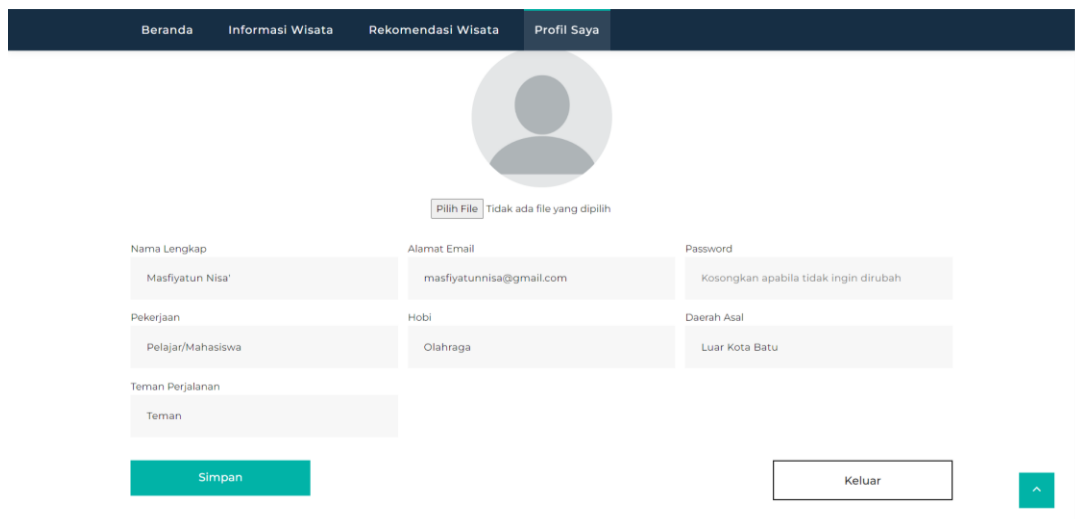 Beranda Informasi Wisata Rekomendasi Wisata Profil Saya
Pilih File Tidak ada file yang dipilih
Nama Lengkap Alamat Email Password
Masfiyatun Nisa' masfiyatunnisa@gmail.com Kosongkan apabila tidak ingin dirubah
Pekerjaan Hobi Daerah Asal
Pelajar/Mahasiswa Olahraga Luar Kota Batu
Teman Perjalanan
Teman
Simpan Keluar